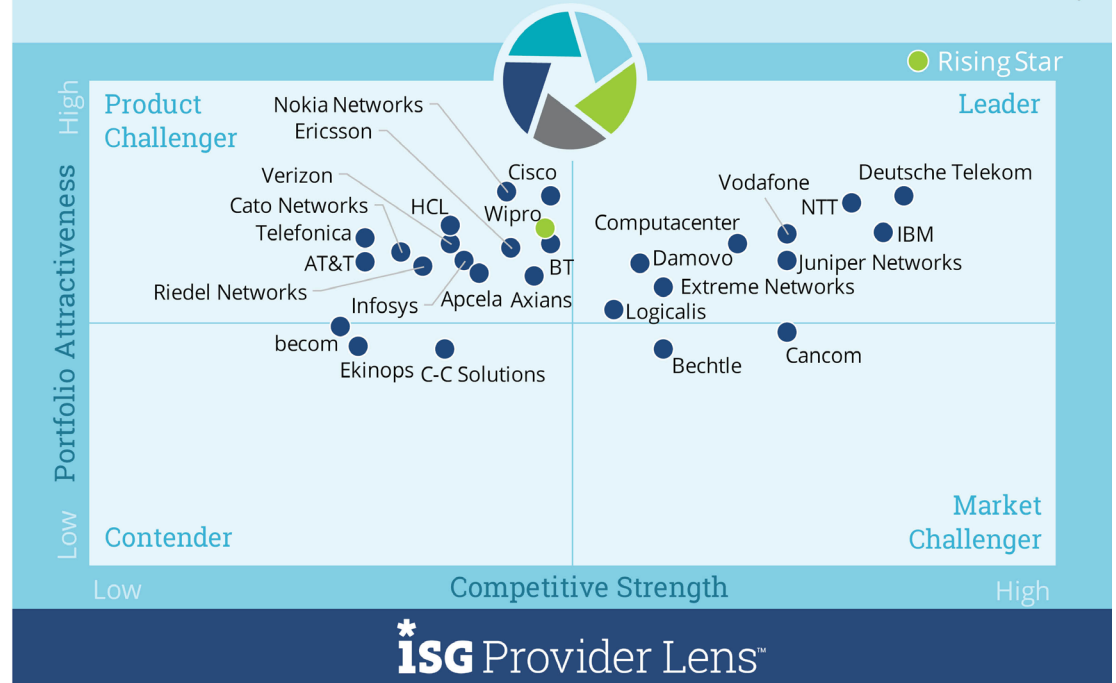 Rising Star
High
Product
Challenger
Leader
Nokia Networks
Ericsson
Verizon
Cisco
Deutsche Telekom
Vodafone
Cato Networks
HCL
Wipro
NTT
Telefonica
Computacenter
IBM
AT&T
BT
Damovo
Juniper Networks
Riedel Networks
Infosys
Apcela
Axians
Extreme Networks
Logicalis
becom
Cancom
Ekinops
C-C Solutions
Bechtle
Portfolio Attractiveness
Low
Contender
Market
Challenger
Low
Competitive Strength
High
*ISG Provider Lens™